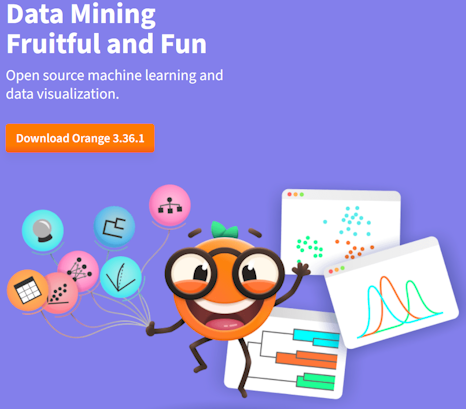 Data Mining
Fruitful and Fun
Open source machine learning and
data visualization.
Download Orange 3.36.1